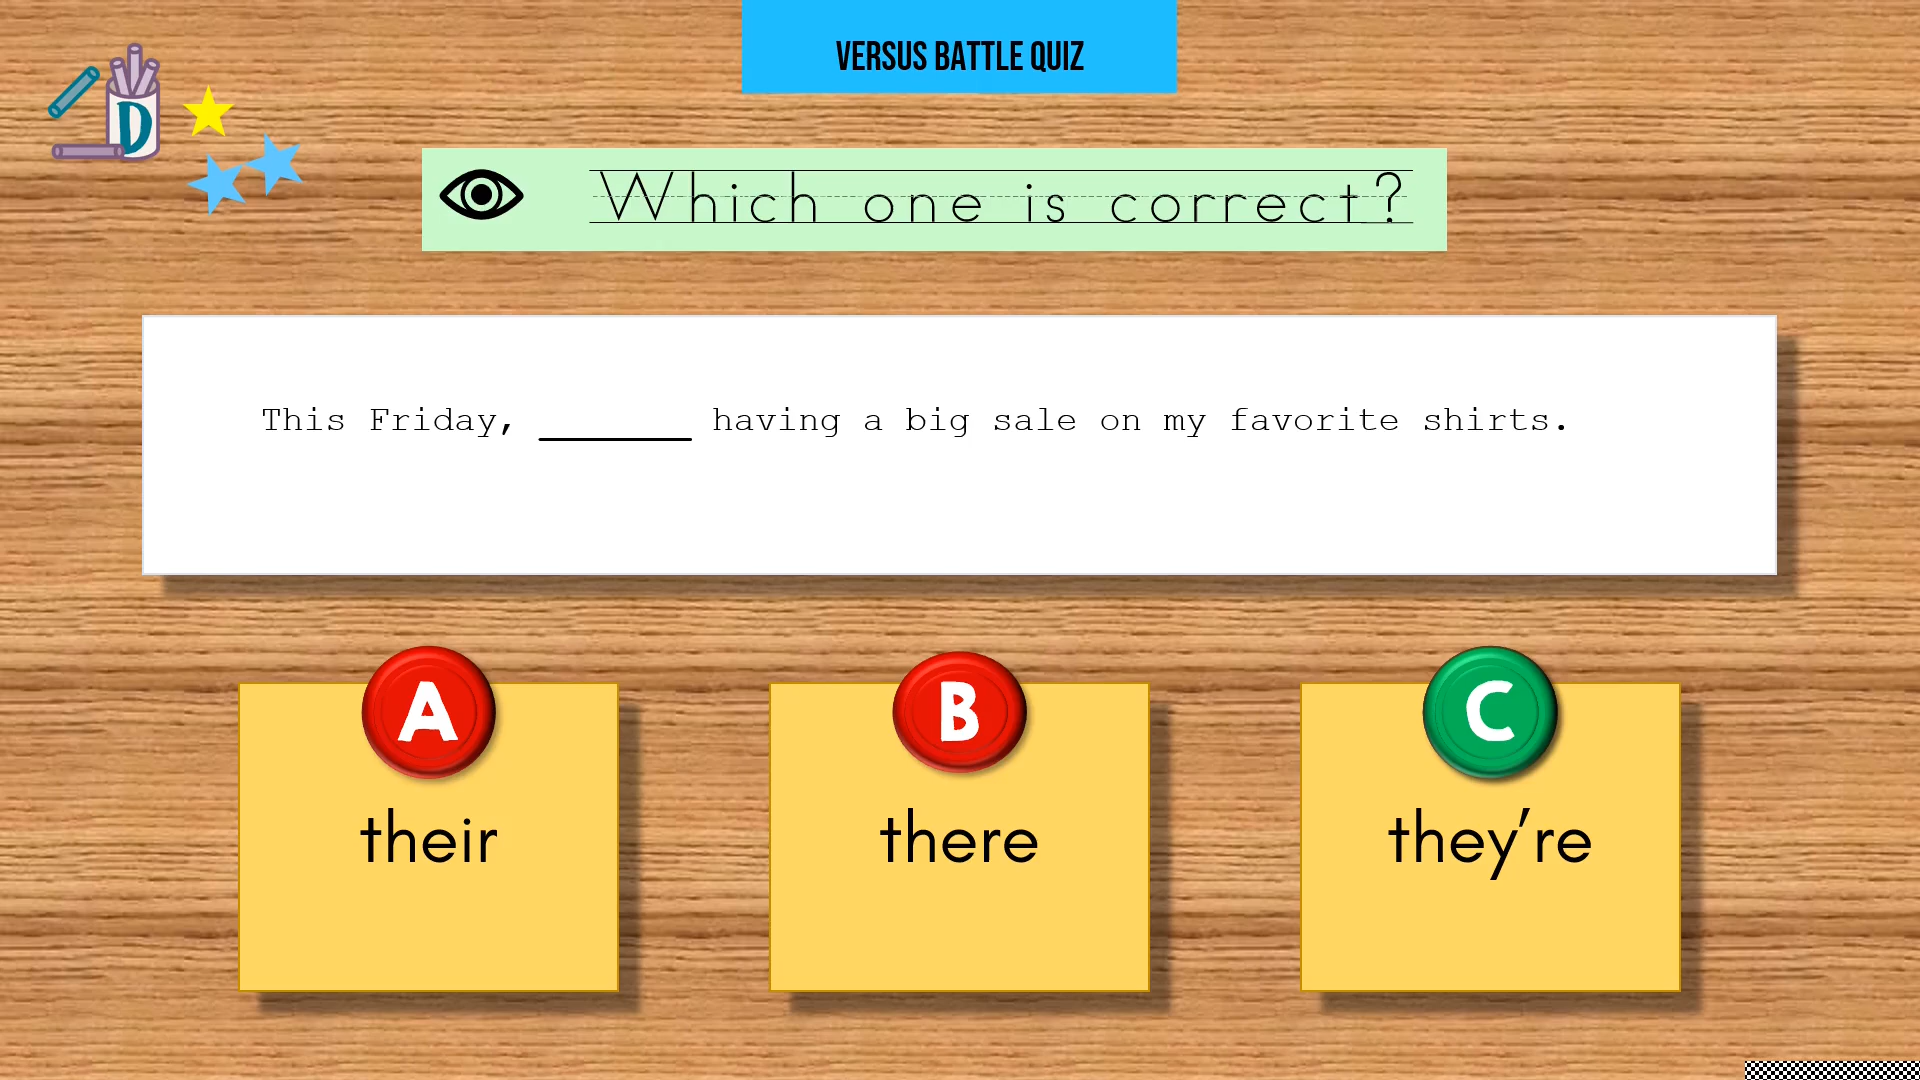 VERSUS BATTLE QUIZ
D
Which one is correct?
This Friday, _______ having a big sale on my favorite shirts.
A
their
B
there
C
they're